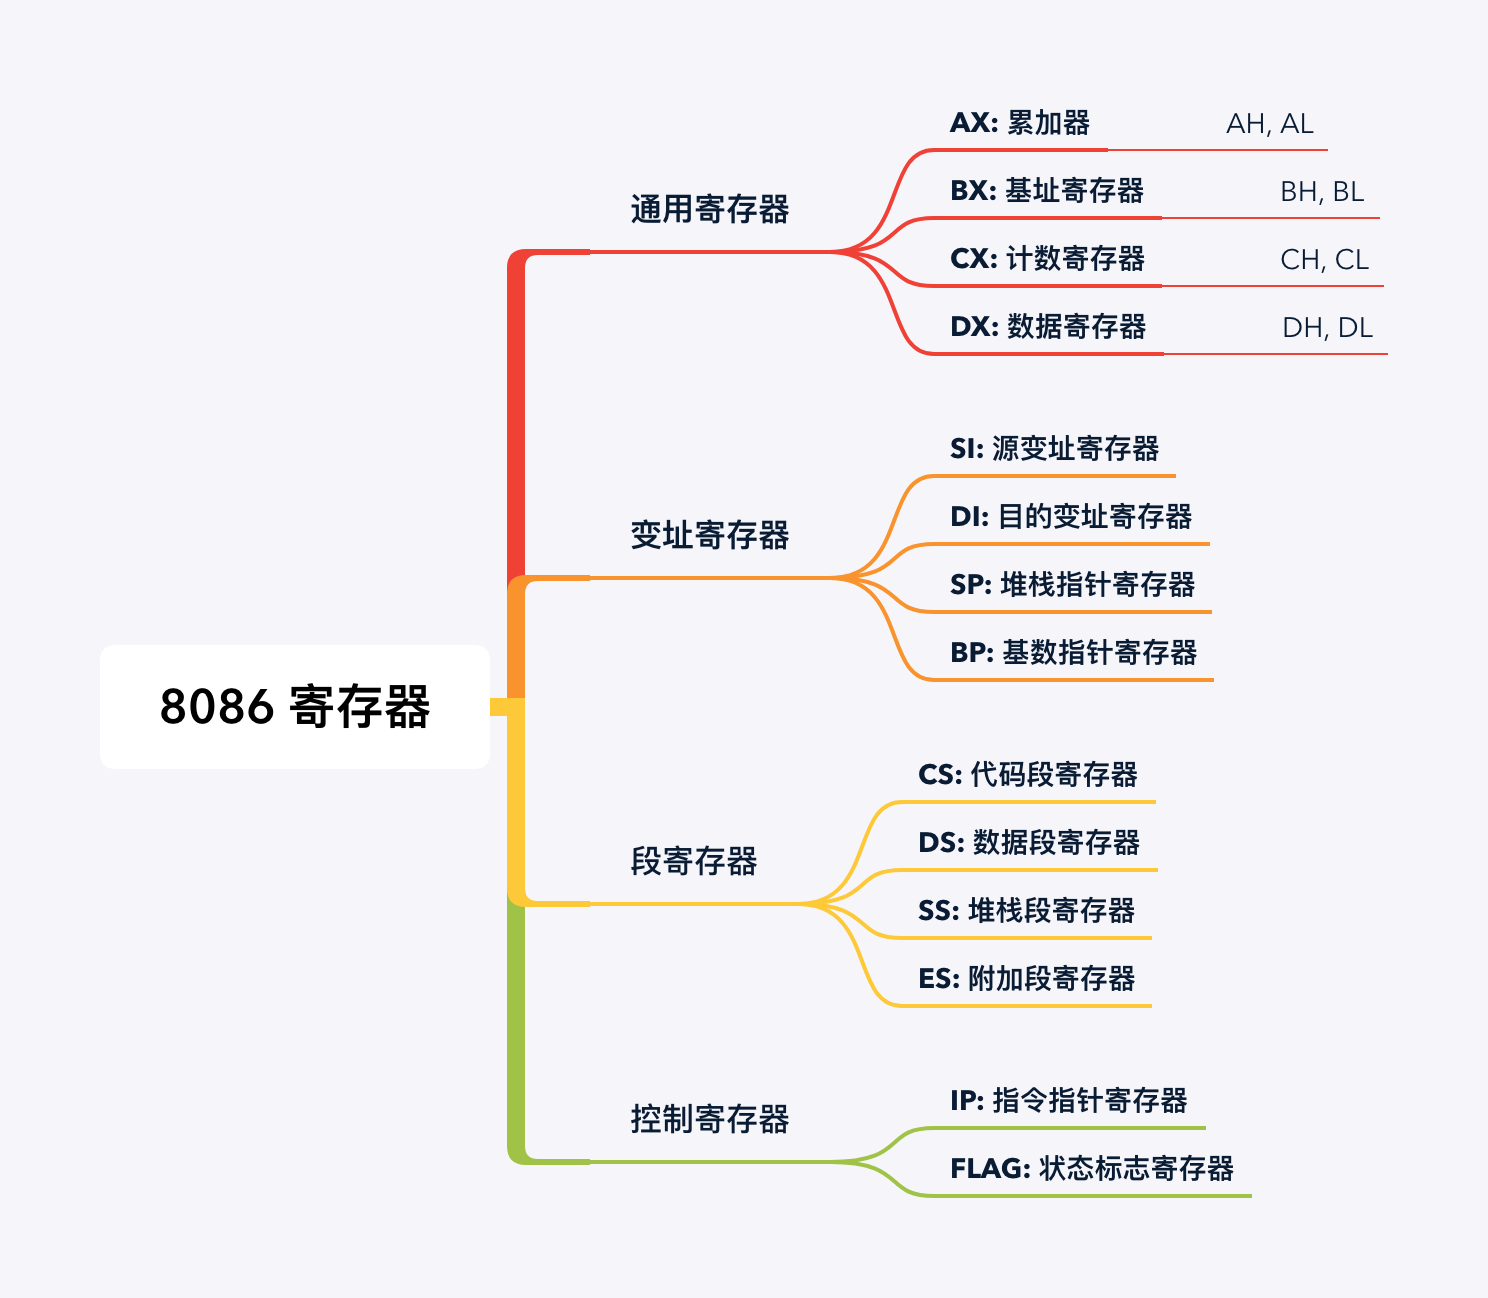 8086 寄存器
通用寄存器
AX: 累加器
AH, AL
BX: 基址寄存器
BH, BL
CX: 计数寄存器
CH, CL
DX: 数据寄存器
DH, DL
变址寄存器
SI: 源变址寄存器
DI: 目的变址寄存器
SP: 堆栈指针寄存器
BP: 基数指针寄存器
段寄存器
CS: 代码段寄存器
DS: 数据段寄存器
SS: 堆栈段寄存器
ES: 附加段寄存器
控制寄存器
IP: 指令指针寄存器
FLAG: 状态标志寄存器